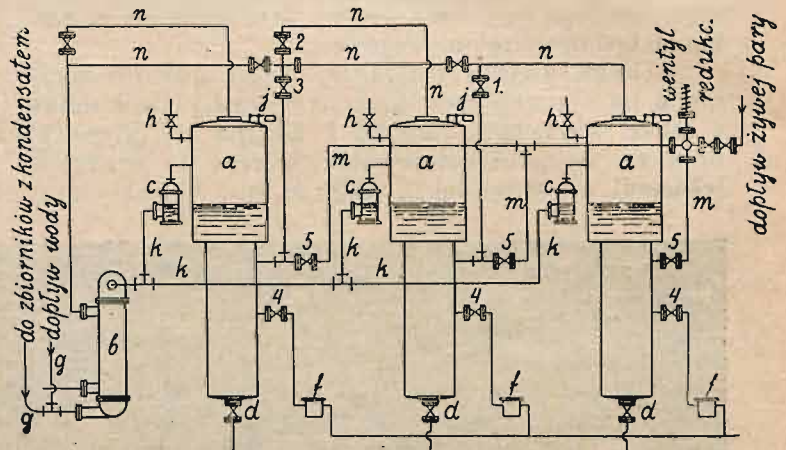 n
n
n
2
n
n
3
1.
n
j
j
j
h
h
h
a
a
a
m
c
c
c
m
m
k
k
k
k
k
5
5
5
4
4
4
b
f
f
f
d
d
d
g
g
do zbiorników z kondensatem
dopływ wody
wentyl
redukc.
dopływ żywej pary